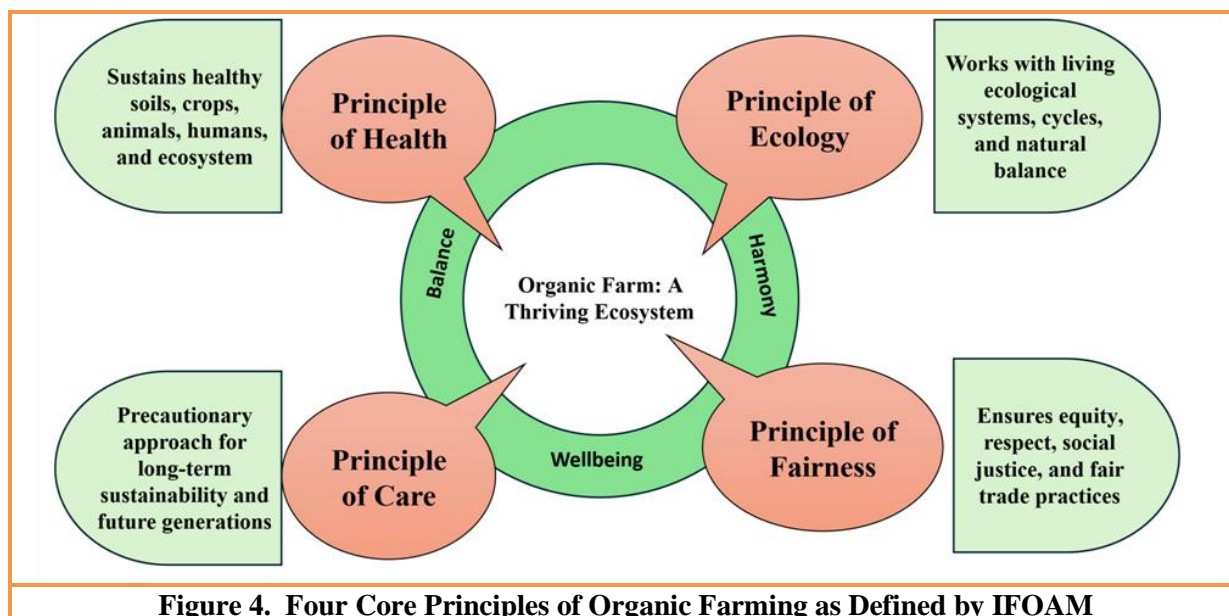 Sustains healthy
soils, crops,
animals, humans,
and ecosystem
Principle
of Health
Principle of
Ecology
Works with living
ecological
systems, cycles,
and natural
balance
Balance
Harmony
Organic Farm: A
Thriving Ecosystem
Precautionary
approach for
long-term
sustainability and
future generations
Principle
of Care
Wellbeing
Principle of
Fairness
Ensures equity,
respect, social
justice, and fair
trade practices
Figure 4. Four Core Principles of Organic Farming as Defined by IFOAM